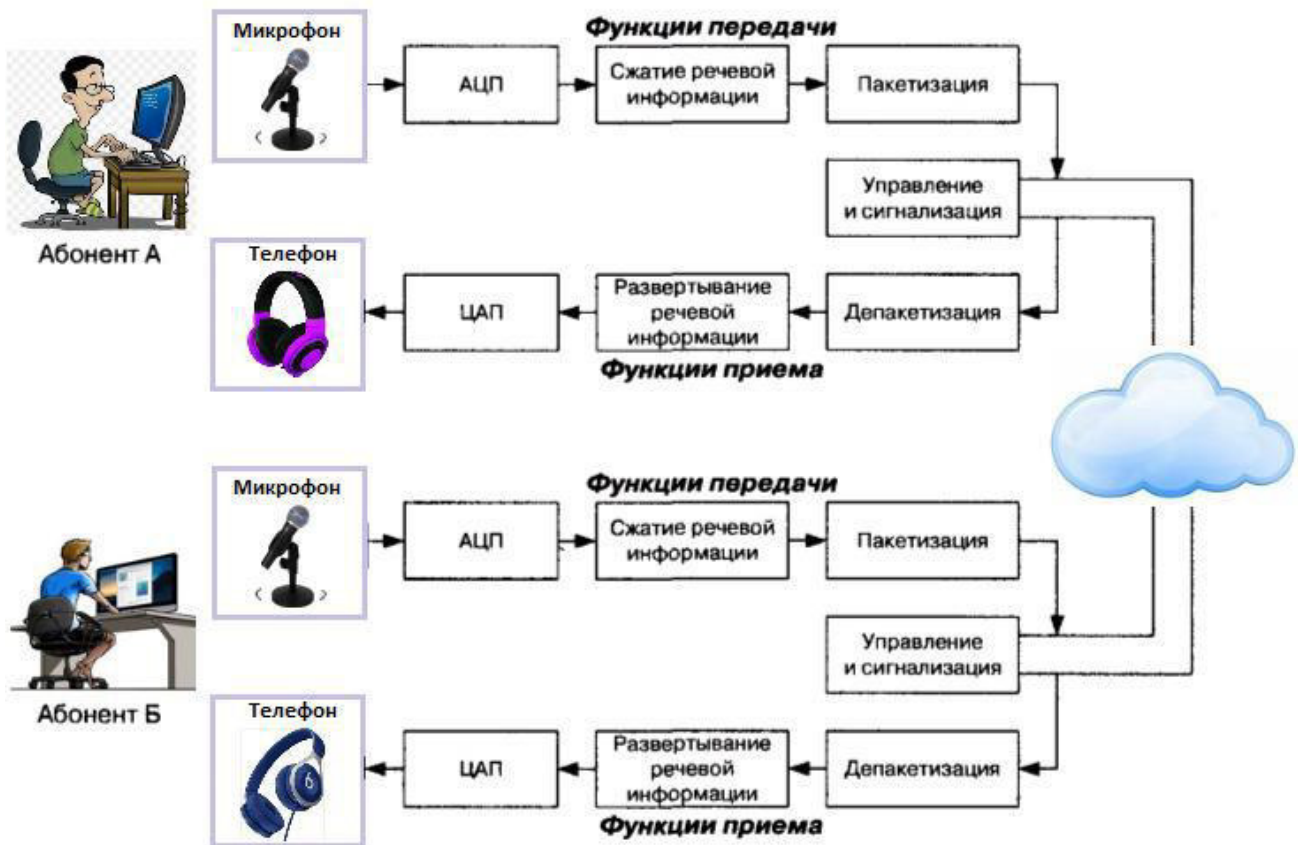 Функции передачи
Микрофон
АЦП
Сжатие речевой
информации
Пакетизация
Управление
и сигнализация
Абонент А
Телефон
ЦАП
Развертывание
речевой
информации
Депакетизация
Функции приема
Функции передачи
Микрофон
АЦП
Сжатие речевой
информации
Пакетизация
Управление
и сигнализация
Абонент Б
Телефон
ЦАП
Развертывание
речевой
информации
Депакетизация
Функции приема